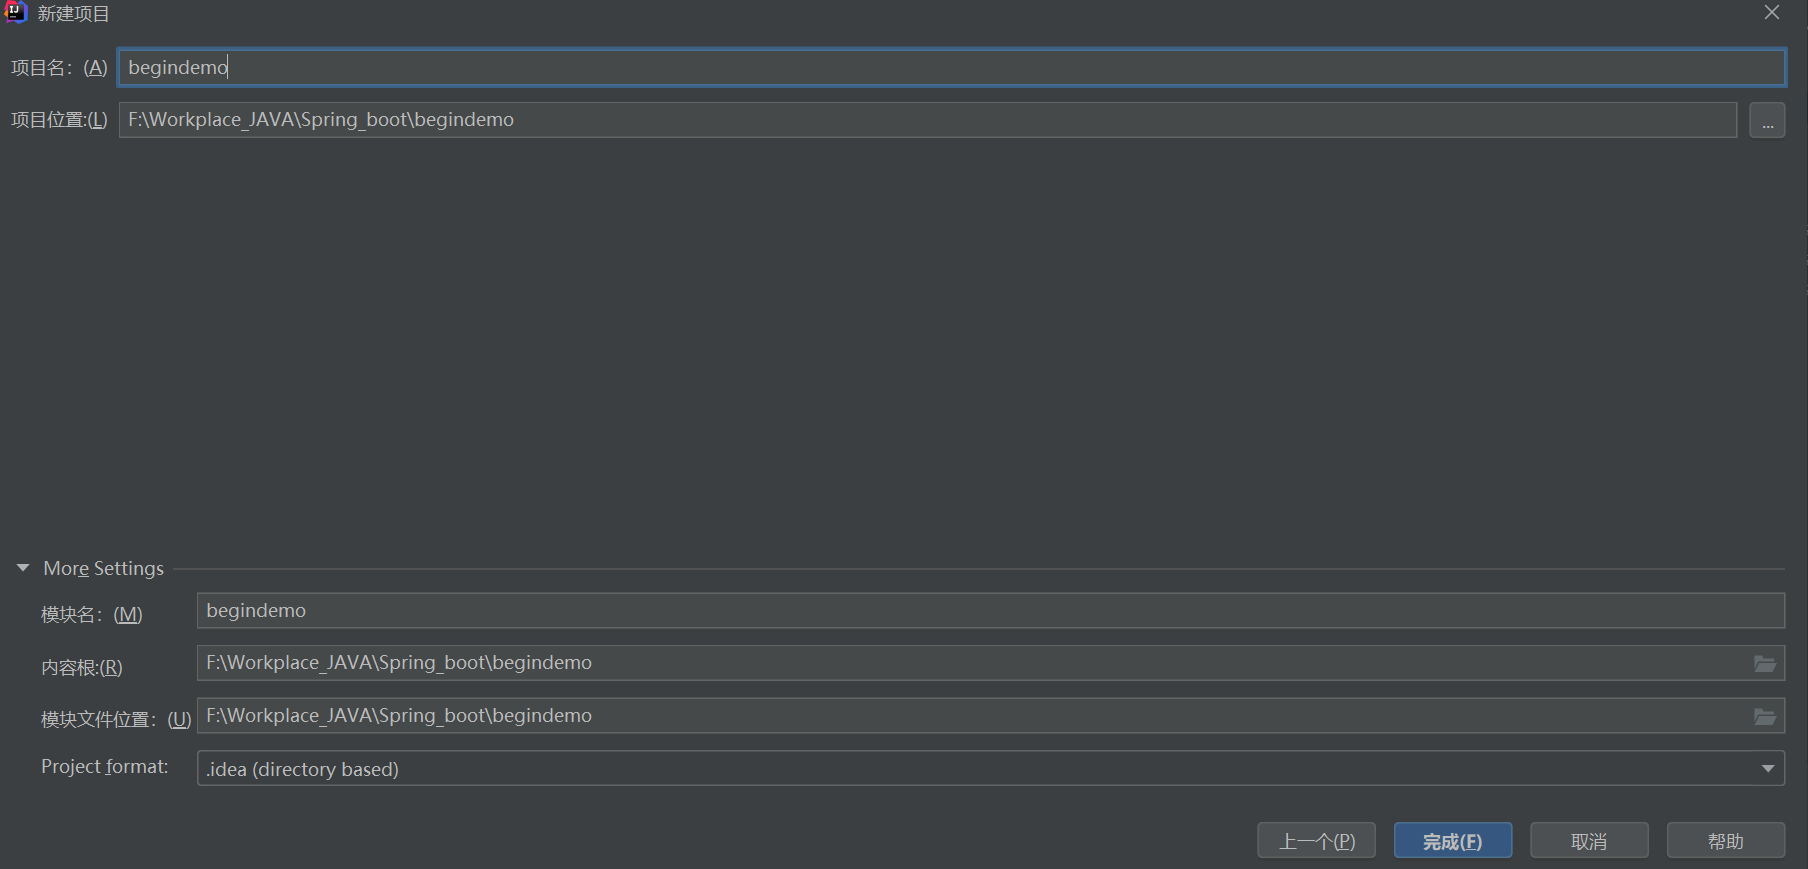 新建项目
项目名：(A) begindemo
项目位置:(L) F:\Workplace_JAVA\Spring_boot\begindemo ...
More Settings
模块名：(M) begindemo
内容根:(R) F:\Workplace_JAVA\Spring_boot\begindemo
模块文件位置：(U) F:\Workplace_JAVA\Spring_boot\begindemo
Project format: .idea (directory based)
上一个(P) 完成(F) 取消 帮助